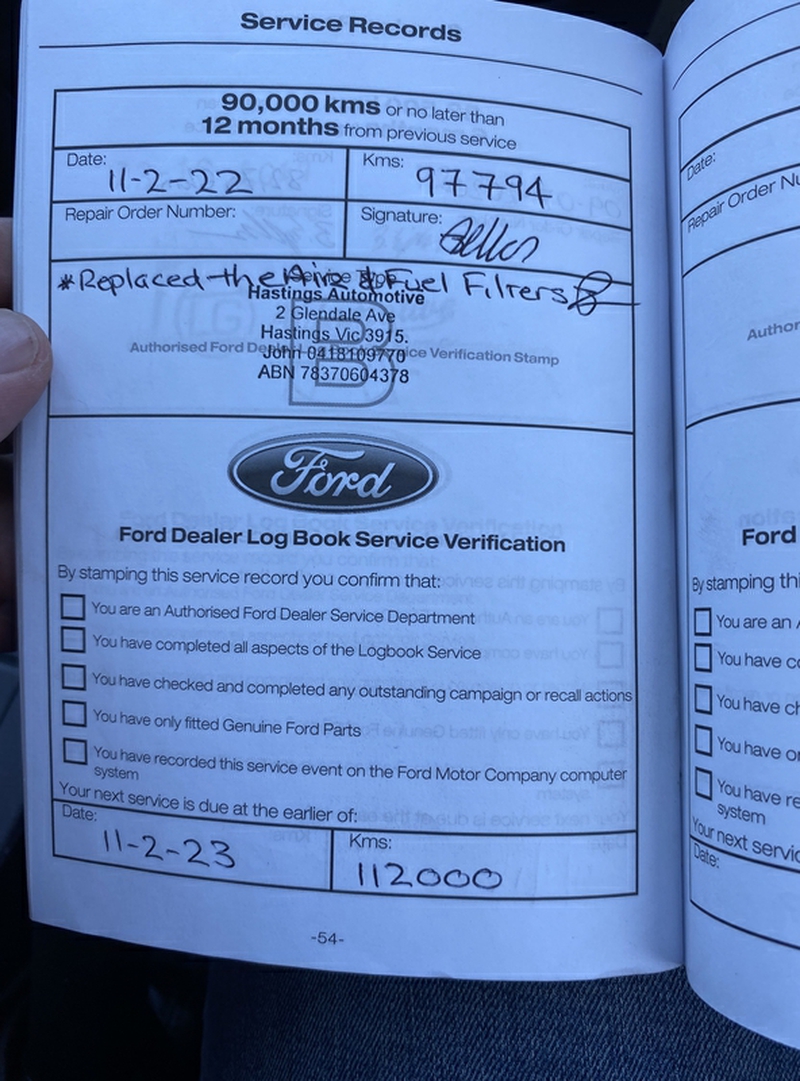 Service Records
90,000 kms or no later than
12 months from previous service
Date: 11-2-22
Kms: 97794
Repair Order Number:
Signature:
*Replaced the Air & Fuel Filters
Service Type
Hastings Automotive
2 Glendale Ave
Hastings Vic 3915.
Authorised Ford Dealer Service Verification Stamp
John 0418109770
ABN 78370604378
B
Ford
Ford Dealer Log Book Service Verification
By stamping this service record you confirm that:
You are an Authorised Ford Dealer Service Department
You have completed all aspects of the Logbook Service
You have checked and completed any outstanding campaign or recall actions
You have only fitted Genuine Ford Parts
You have recorded this service event on the Ford Motor Company computer
system
Your next service is due at the earlier of:
Date: 11-2-23
Kms: 112000
-54-
Date:
Repair Order
Author
Ford
By stamping
You are an
You have
You have
You have
You have
system
Your next
Date: